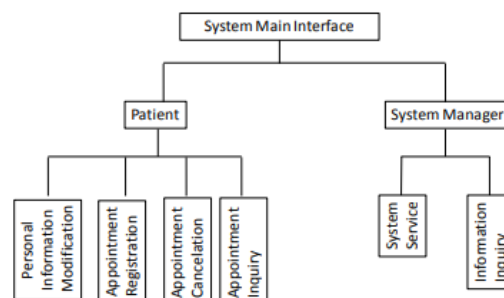 System Main Interface
Patient
System Manager
Personal
Information
Modification
Appointment
Registration
Appointment
Cancelation
Appointment
Inquiry
System
Service
Information
Inquiry